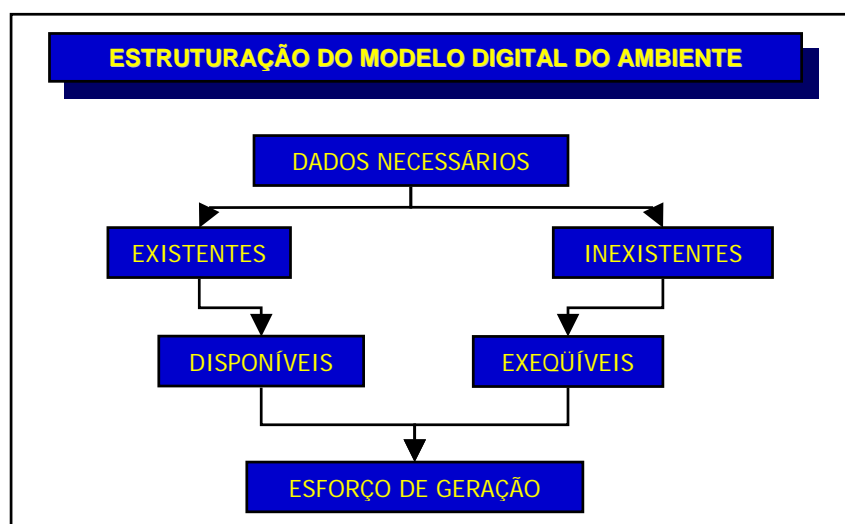 ESTRUTURAÇÃO DO MODELO DIGITAL DO AMBIENTE
DADOS NECESSÁRIOS
EXISTENTES
INEXISTENTES
DISPONÍVEIS
EXEQÜÍVEIS
ESFORÇO DE GERAÇÃO